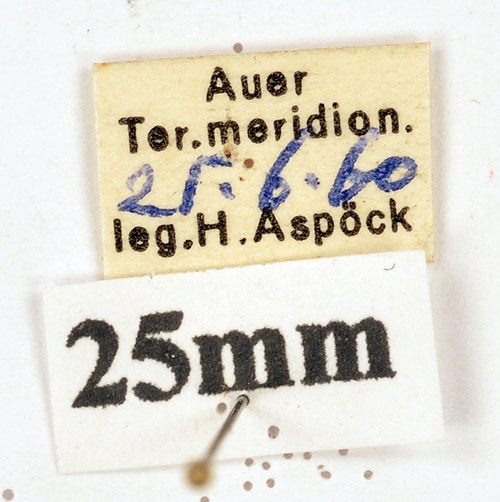 Auer
Ter.meridion.
25.6.60
leg.H.Aspöck
25mm